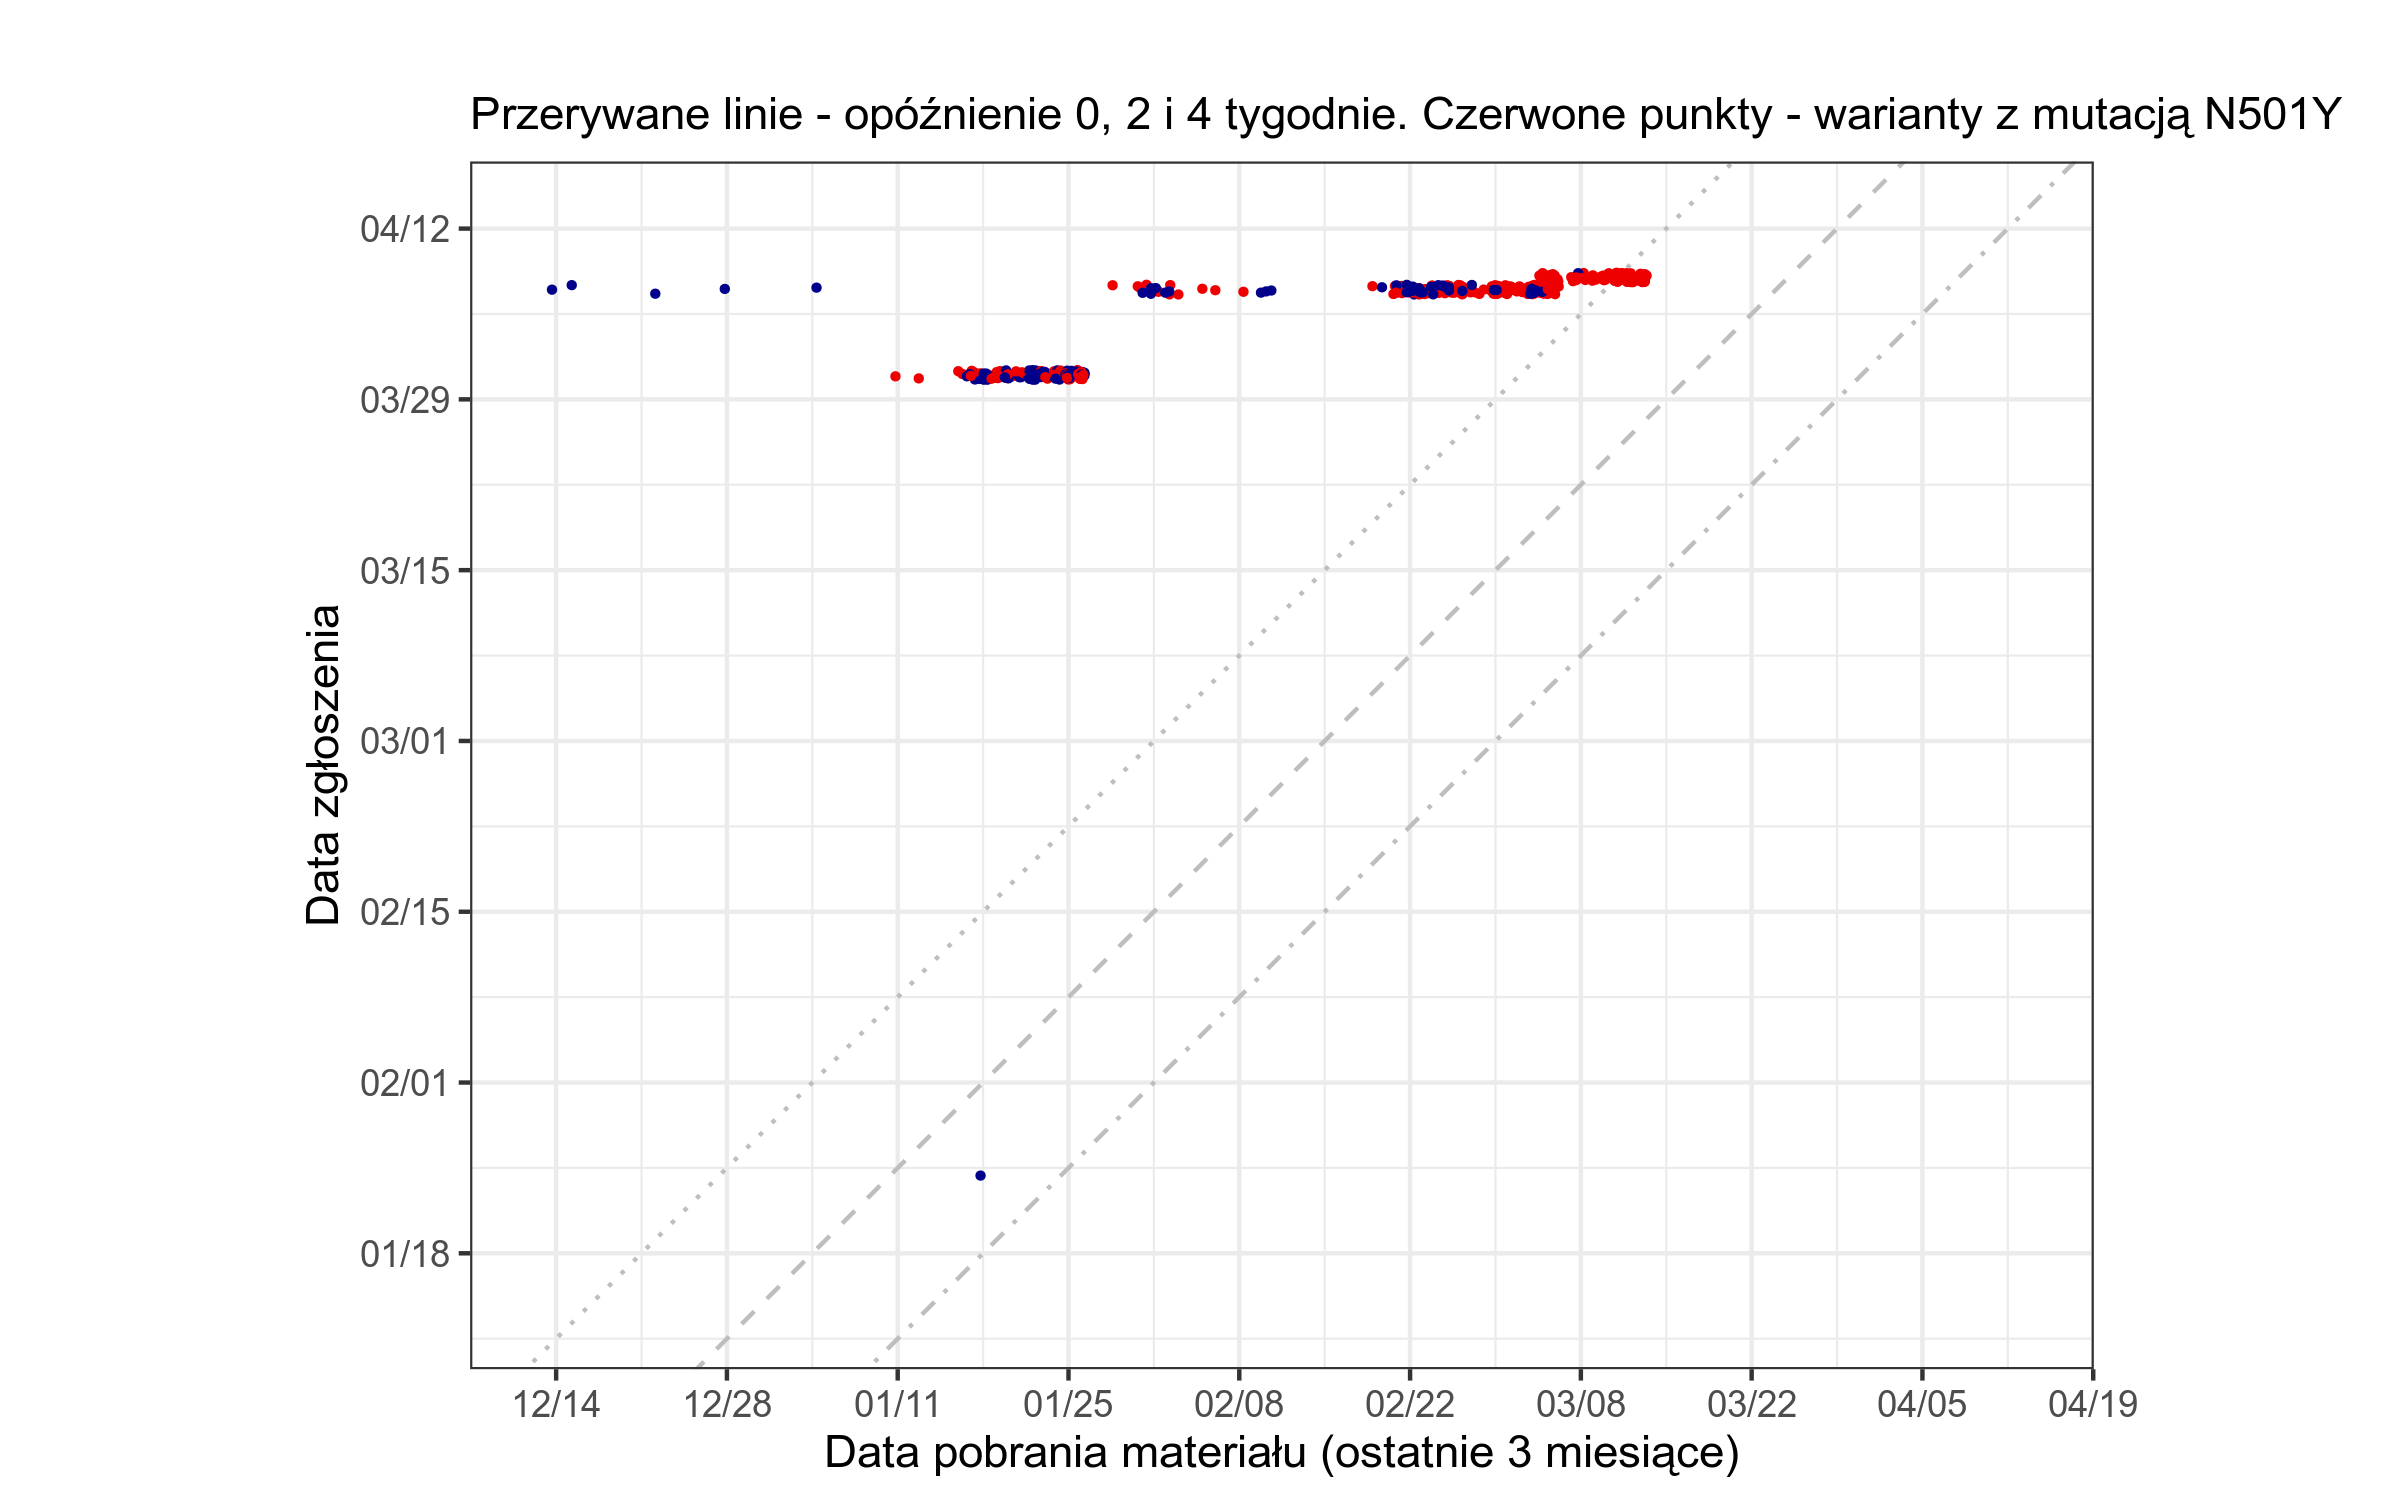 Przerywane linie - opóźnienie 0, 2 i 4 tygodnie. Czerwone punkty - warianty z mutacją N501Y
Data zgłoszenia
04/12
03/29
03/15
03/01
02/15
02/01
01/18
12/14 12/28 01/11 01/25 02/08 02/22 03/08 03/22 04/05 04/19
Data pobrania materiału (ostatnie 3 miesiące)